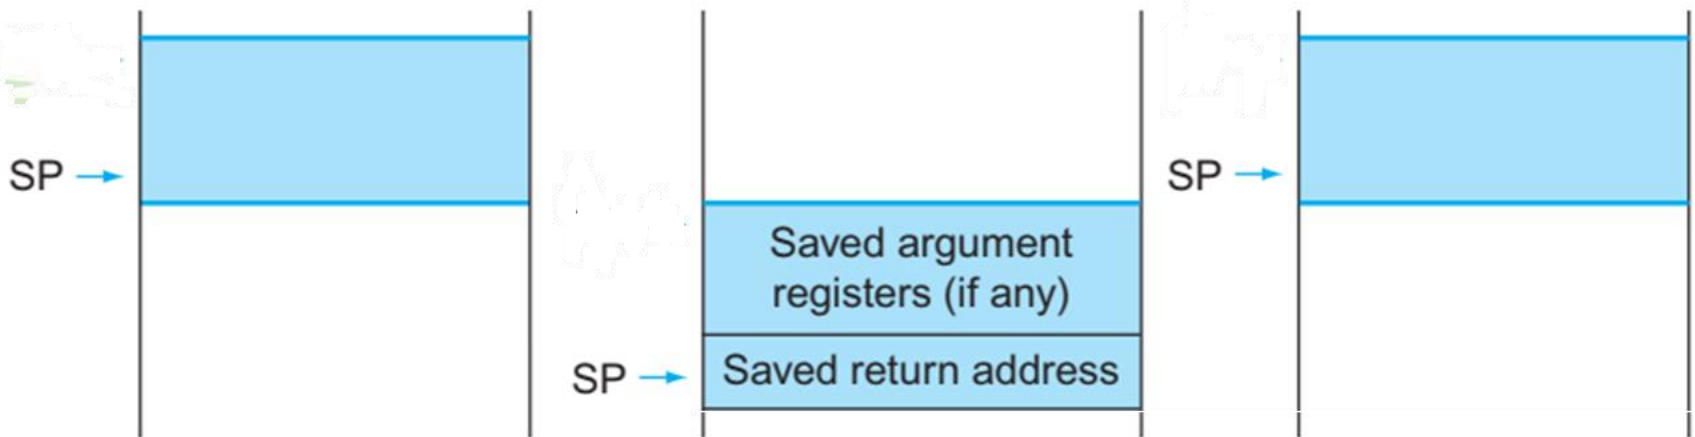 SP
Saved argument
registers (if any)
SP
Saved return address
SP